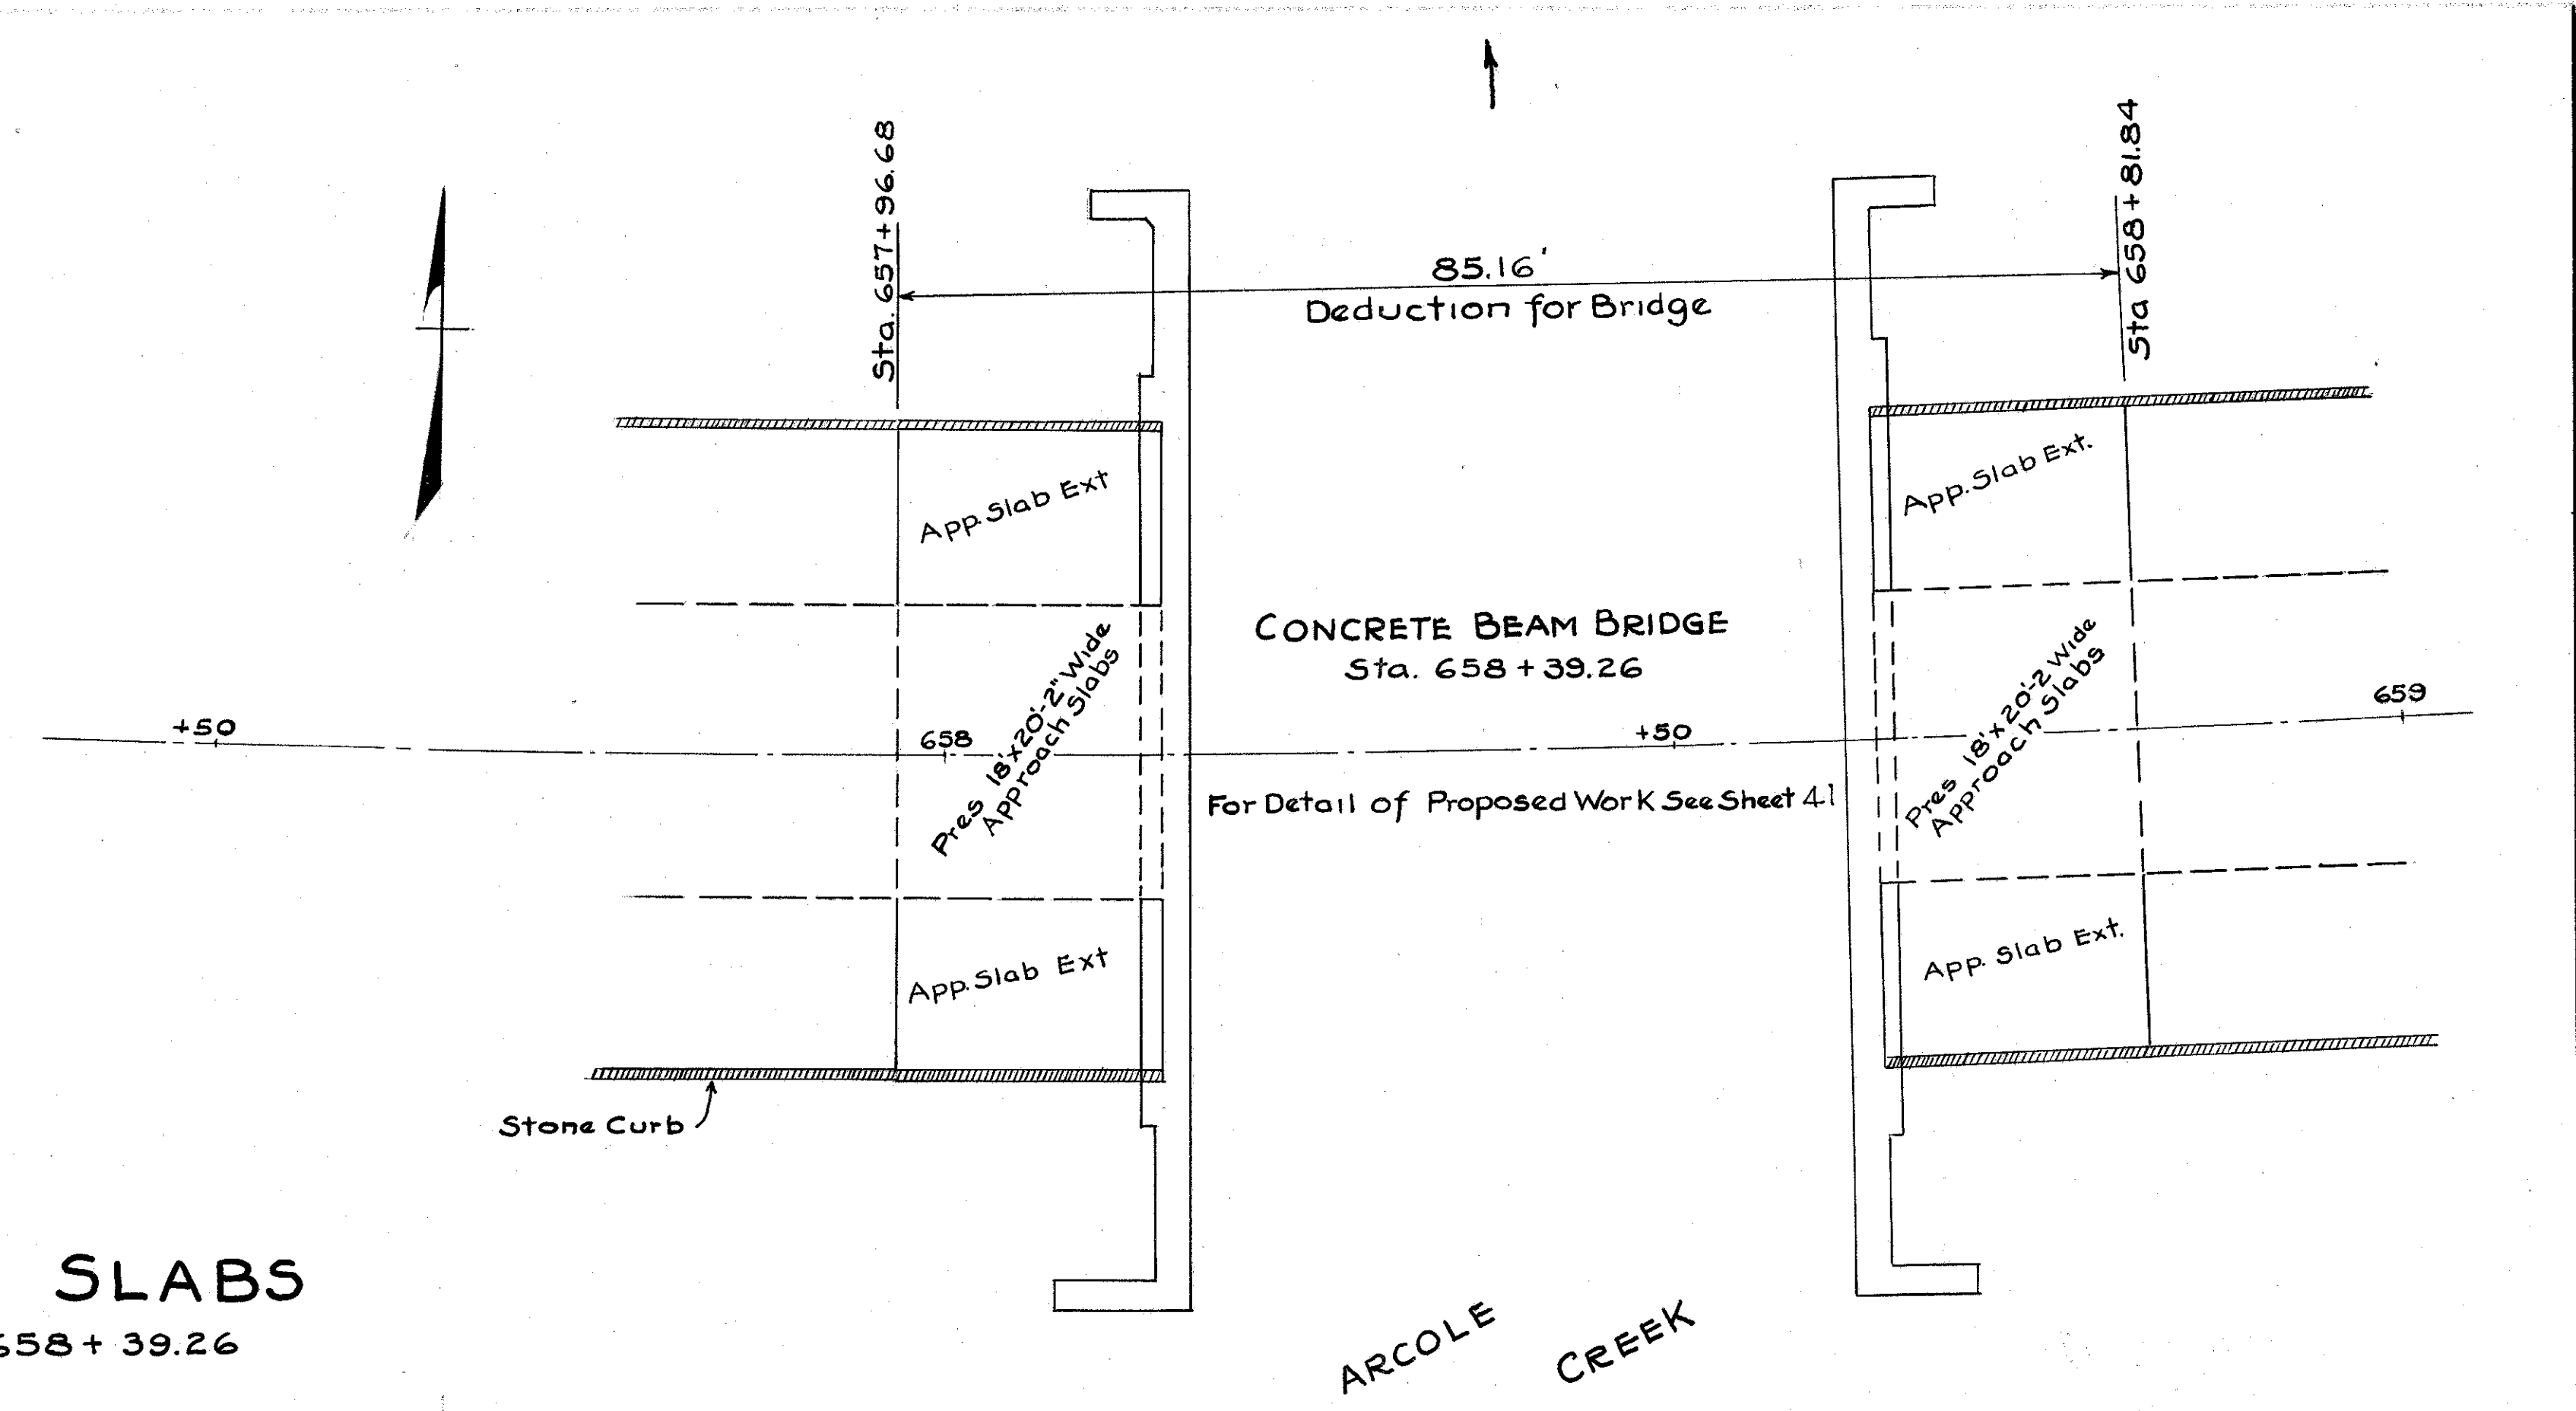 Sta. 657+96.68
Sta 658+81.84
85.16'
Deduction for Bridge
App. Slab Ext
App. Slab Ext.
CONCRETE BEAM BRIDGE
Sta. 658+39.26
Pres 18'x20'-2" Wide
Approach Slabs
Pres 18'x20'-2 Wide
Approach Slabs
+50
658
+50
659
For Detail of Proposed Work See Sheet 41
App. Slab Ext
App. Slab Ext.
Stone Curb
SLABS
658+39.26
ARCOLE CREEK